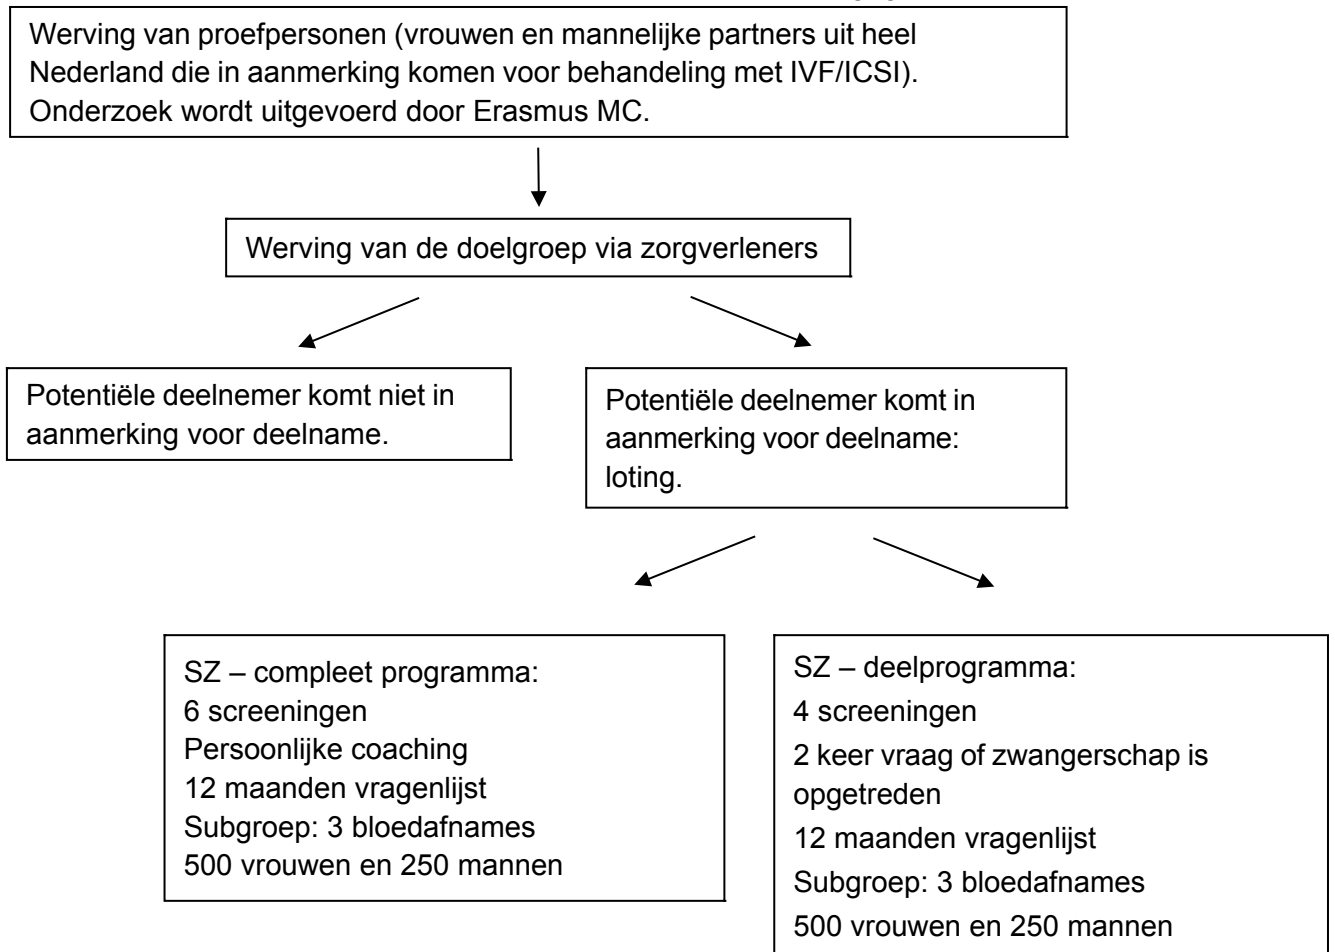 Werving van proefpersonen (vrouwen en mannelijke partners uit heel
Nederland die in aanmerking komen voor behandeling met IVF/ICSI).
Onderzoek wordt uitgevoerd door Erasmus MC.
Werving van de doelgroep via zorgverleners
Potentiële deelnemer komt niet in
aanmerking voor deelname.
Potentiële deelnemer komt in
aanmerking voor deelname:
loting.
SZ – compleet programma:
6 screeningen
Persoonlijke coaching
12 maanden vragenlijst
Subgroep: 3 bloedafnames
500 vrouwen en 250 mannen
SZ – deelprogramma:
4 screeningen
2 keer vraag of zwangerschap is
opgetreden
12 maanden vragenlijst
Subgroep: 3 bloedafnames
500 vrouwen en 250 mannen